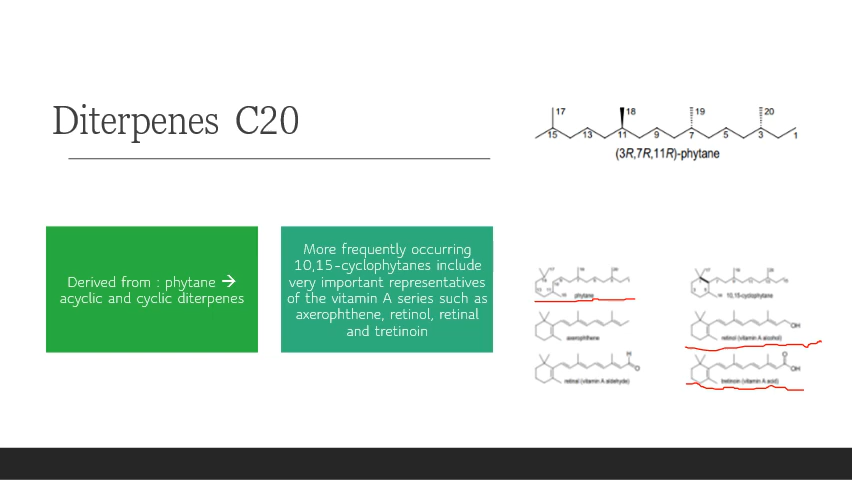 Diterpenes C20
17
18
19
20
15
13
11
9
7
5
3
1
(3R,7R,11R)-phytane
Derived from : phytane →
acyclic and cyclic diterpenes
More frequently occurring
10,15-cyclophytanes include
very important representatives
of the vitamin A series such as
axerophthene, retinol, retinal
and tretinoin
phytane
10,15-cyclophytane
axerophthene
OH
retinol (vitamin A alcohol)
H
O
retinal (vitamin A aldehyde)
O
OH
tretinoin (vitamin A acid)